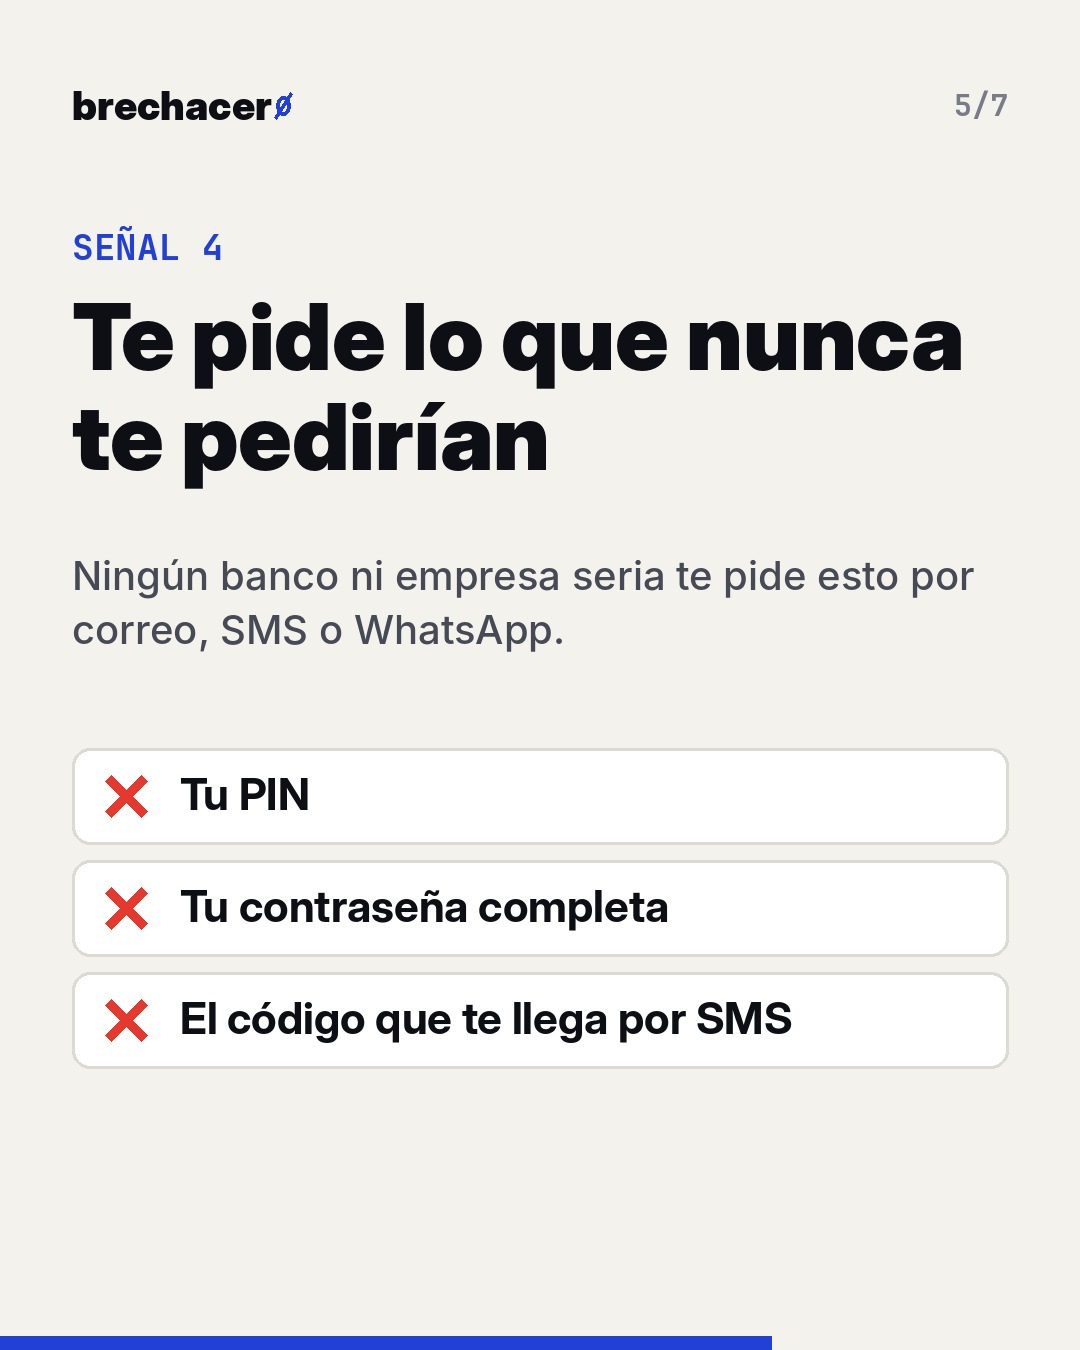 brechacerø
5/7
SEÑAL 4
Te pide lo que nunca
te pedirían
Ningún banco ni empresa seria te pide esto por
correo, SMS o WhatsApp.
Tu PIN
Tu contraseña completa
El código que te llega por SMS